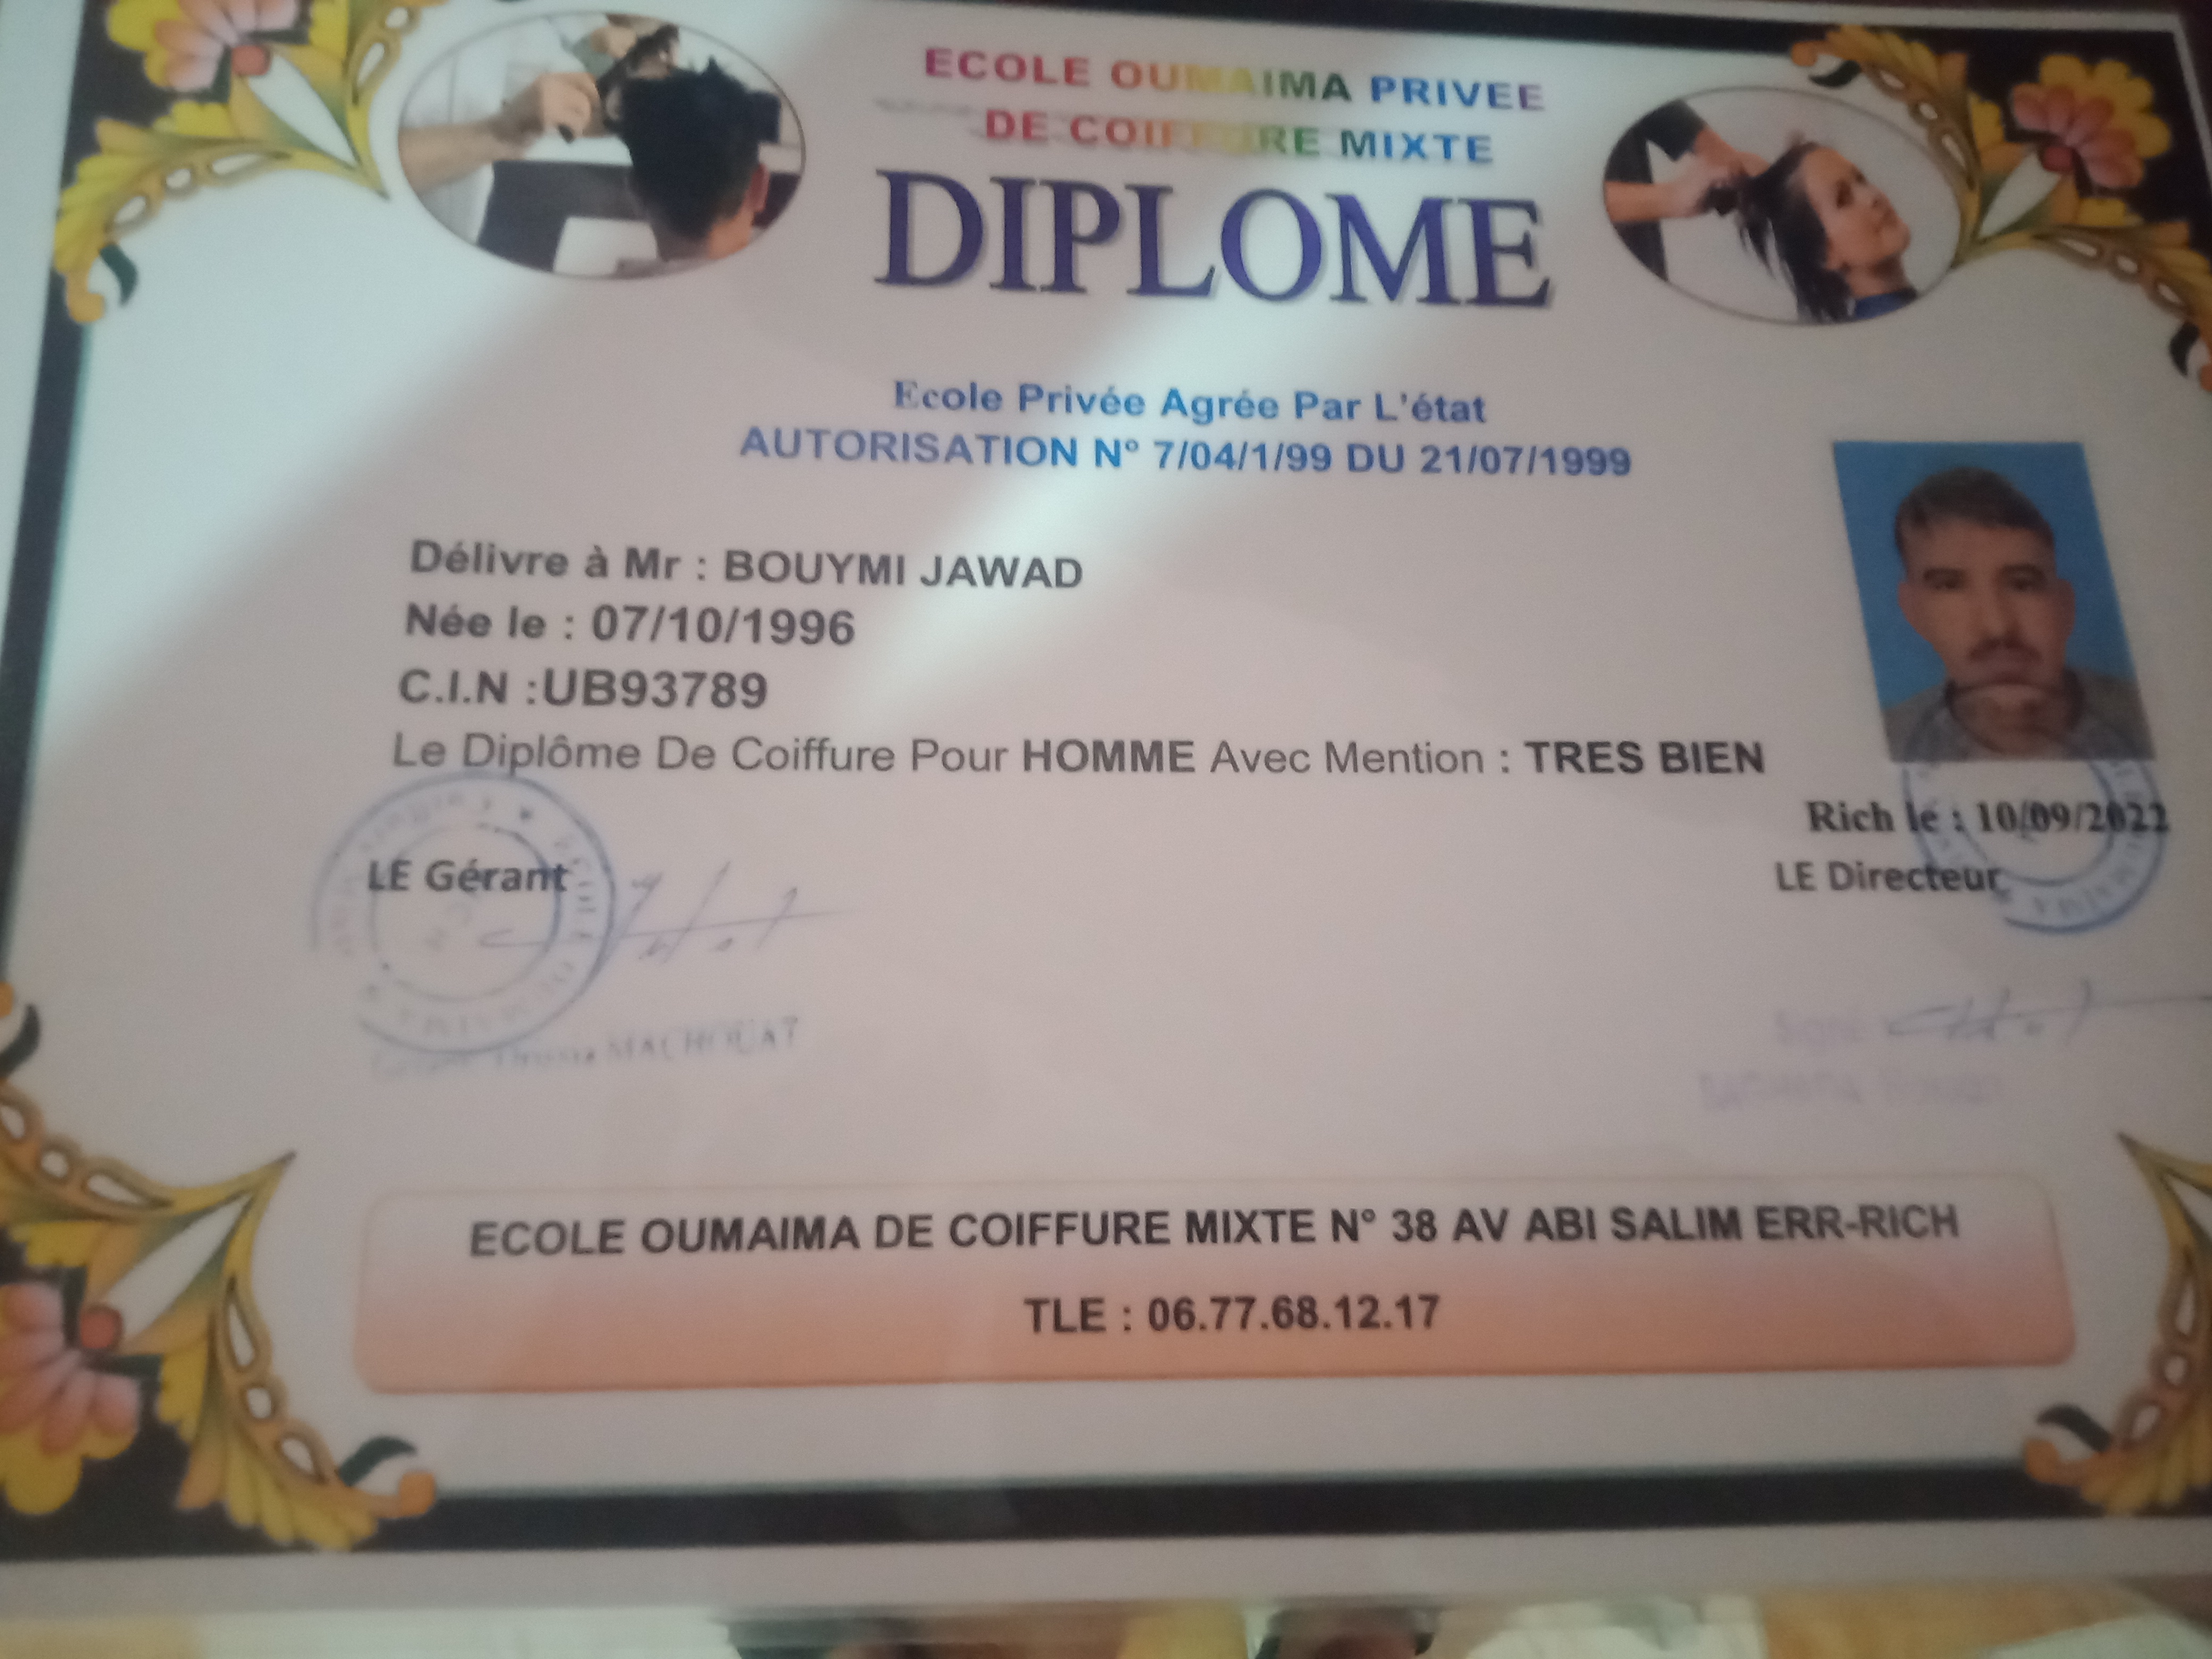 ECOLE OUMAIMA PRIVEE
DE COIFFURE MIXTE
DIPLOME
Ecole Privée Agrée Par L'état
AUTORISATION N° 7/04/1/99 DU 21/07/1999
Délivre à Mr : BOUYMI JAWAD
Née le : 07/10/1996
C.I.N :UB93789
Le Diplôme De Coiffure Pour HOMME Avec Mention : TRES BIEN
Rich le : 10/09/2022
LE Gérant
LE Directeur
MACHOUAT
Signé
ECOLE OUMAIMA DE COIFFURE MIXTE N° 38 AV ABI SALIM ERR-RICH
TLE : 06.77.68.12.17